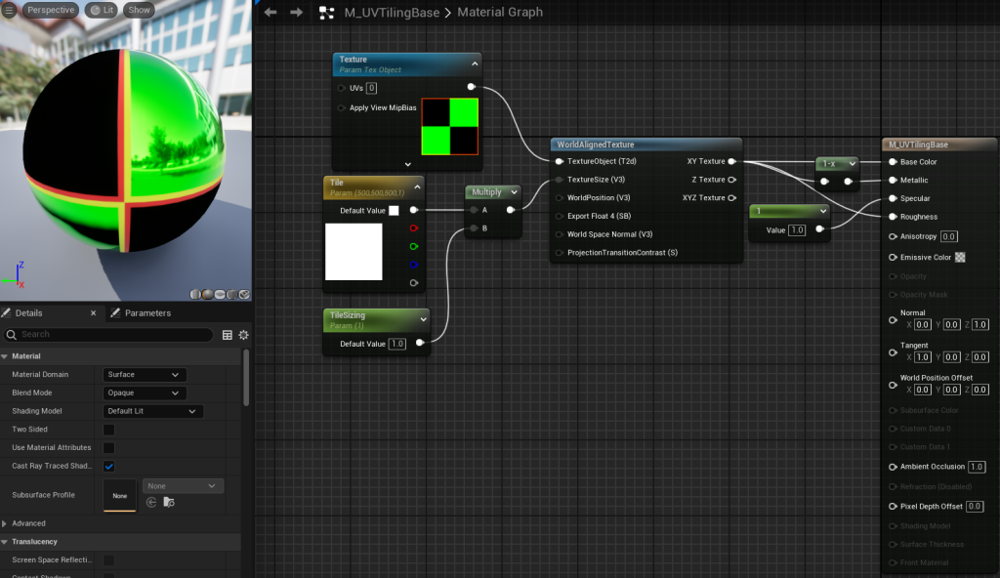 Perspective
Lit
Show
Z
X
M_UVTilingBase > Material Graph
Texture
Param Tex Object
UVs 0
Apply View MipBias
Tile
Param (500,500,500,1)
Default Value
Multiply
A
B
TileSizing
Param (1)
Default Value 1.0
WorldAlignedTexture
TextureObject (T2d) XY Texture
TextureSize (V3) Z Texture
WorldPosition (V3) XYZ Texture
Export Float 4 (SB)
World Space Normal (V3)
ProjectionTransitionContrast (S)
1-x
1
Value 1.0
M_UVTilingBase
Base Color
Metallic
Specular
Roughness
Anisotropy 0.0
Emissive Color
Opacity
Opacity Mask
Normal
X 0.0 Y 0.0 Z 1.0
Tangent
X 1.0 Y 0.0 Z 0.0
World Position Offset
X 0.0 Y 0.0 Z 0.0
Subsurface Color
Custom Data 0
Custom Data 1
Ambient Occlusion 1.0
Refraction (Disabled)
Pixel Depth Offset 0.0
Shading Model
Surface Thickness
Front Material
Details
Parameters
Search
Material
Material Domain Surface
Blend Mode Opaque
Shading Model Default Lit
Two Sided
Use Material Attributes
Cast Ray Traced Shad..
Subsurface Profile None None
Advanced
Translucency
Screen Space Reflecti..
Contact Shadows